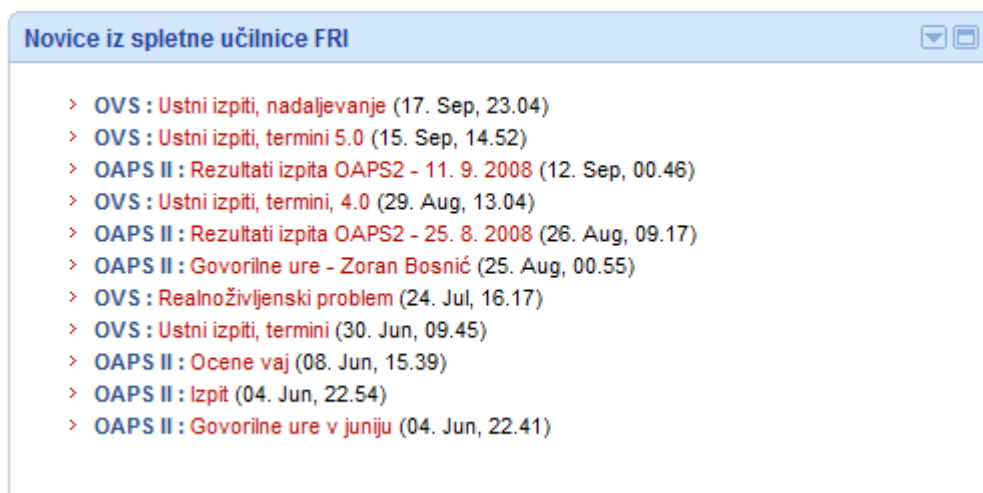 Novice iz spletne učilnice FRI
OVS : Ustni izpiti, nadaljevanje (17. Sep, 23.04)
OVS : Ustni izpiti, termini 5.0 (15. Sep, 14.52)
OAPS II : Rezultati izpita OAPS2 - 11. 9. 2008 (12. Sep, 00.46)
OVS : Ustni izpiti, termini, 4.0 (29. Aug, 13.04)
OAPS II : Rezultati izpita OAPS2 - 25. 8. 2008 (26. Aug, 09.17)
OAPS II : Govorilne ure - Zoran Bosnić (25. Aug, 00.55)
OVS : Realnoživljenski problem (24. Jul, 16.17)
OVS : Ustni izpiti, termini (30. Jun, 09.45)
OAPS II : Ocene vaj (08. Jun, 15.39)
OAPS II : Izpit (04. Jun, 22.54)
OAPS II : Govorilne ure v juniju (04. Jun, 22.41)